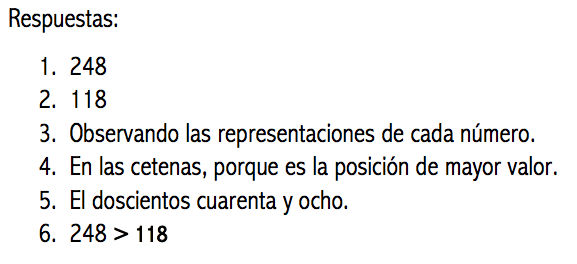 Respuestas:
1. 248
2. 118
3. Observando las representaciones de cada número.
4. En las cetenas, porque es la posición de mayor valor.
5. El doscientos cuarenta y ocho.
6. 248 > 118